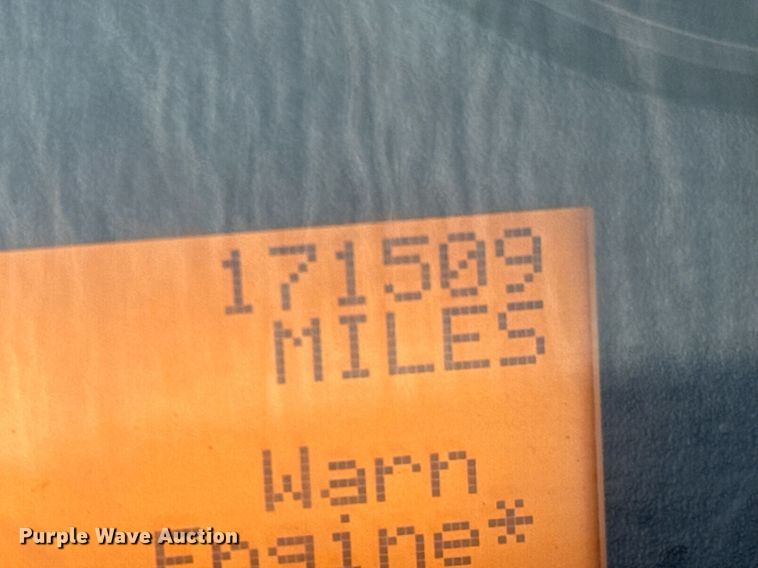 171509
MILES
Warn
Engine*
Purple Wave Auction